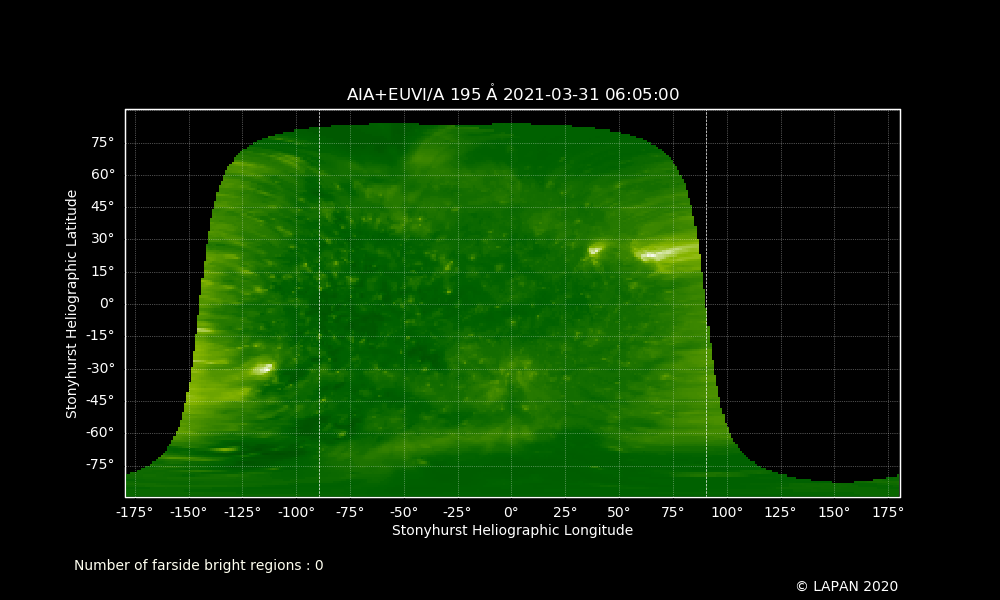 AIA+EUVI/A 195 Å 2021-03-31 06:05:00
Stonyhurst Heliographic Latitude
75°
60°
45°
30°
15°
0°
-15°
-30°
-45°
-60°
-75°
-175° -150° -125° -100° -75° -50° -25° 0° 25° 50° 75° 100° 125° 150° 175°
Stonyhurst Heliographic Longitude
Number of farside bright regions : 0
© LAPAN 2020